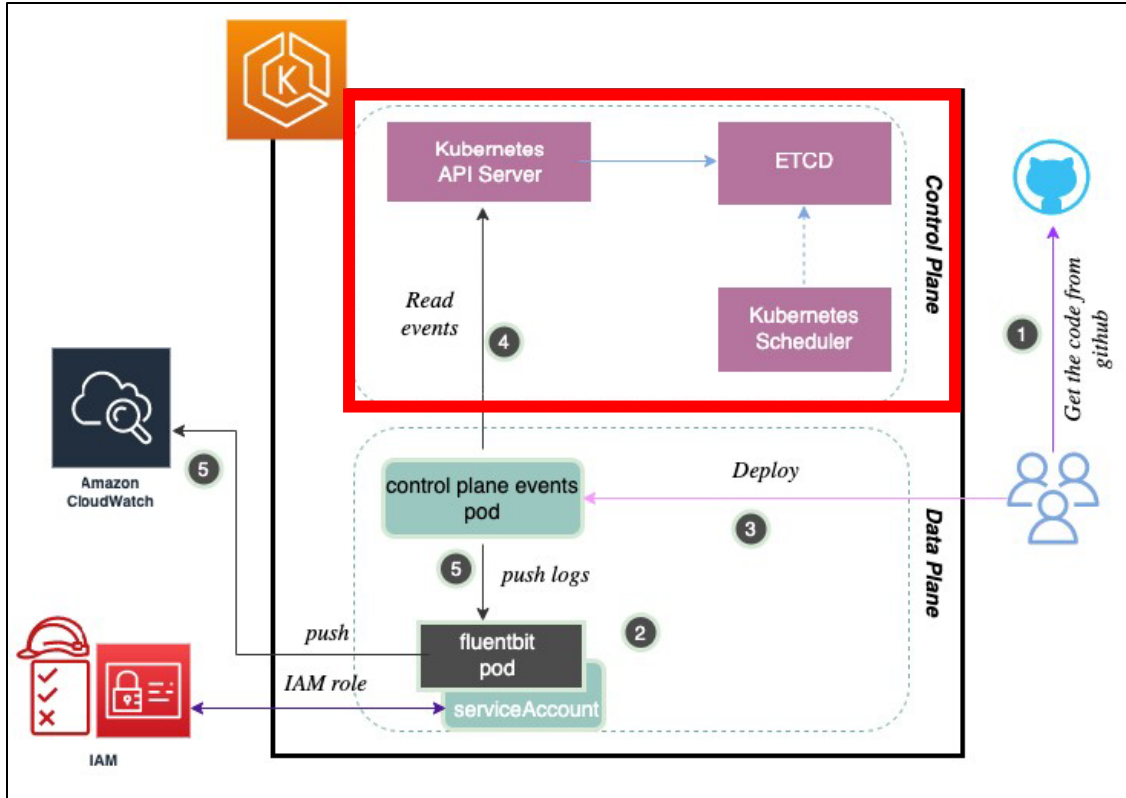 K
Kubernetes
API Server
ETCD
Control Plane
Kubernetes
Scheduler
Read
events
4
1
Get the code from
github
5
Amazon
CloudWatch
control plane events
pod
Deploy
3
Data Plane
5
push logs
2
push
fluentbit
pod
IAM role
serviceAccount
IAM